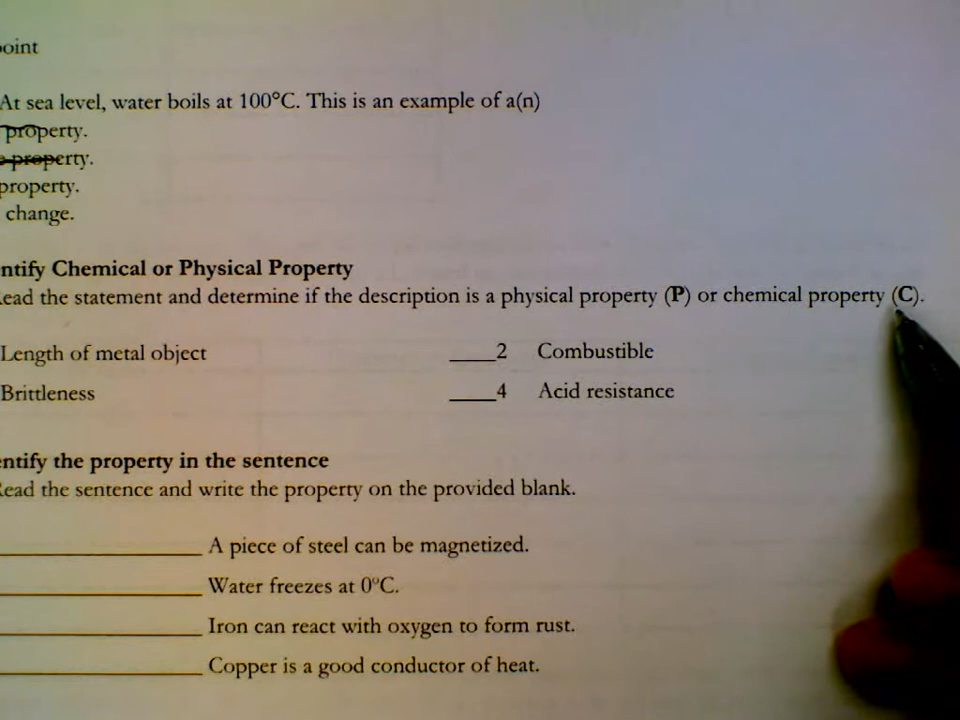 point
At sea level, water boils at 100°C. This is an example of a(n)
property.
property.
property.
change.
ntify Chemical or Physical Property
ead the statement and determine if the description is a physical property (P) or chemical property (C).
Length of metal object ____2 Combustible
Brittleness ____4 Acid resistance
entify the property in the sentence
Read the sentence and write the property on the provided blank.
A piece of steel can be magnetized.
Water freezes at 0°C.
Iron can react with oxygen to form rust.
Copper is a good conductor of heat.